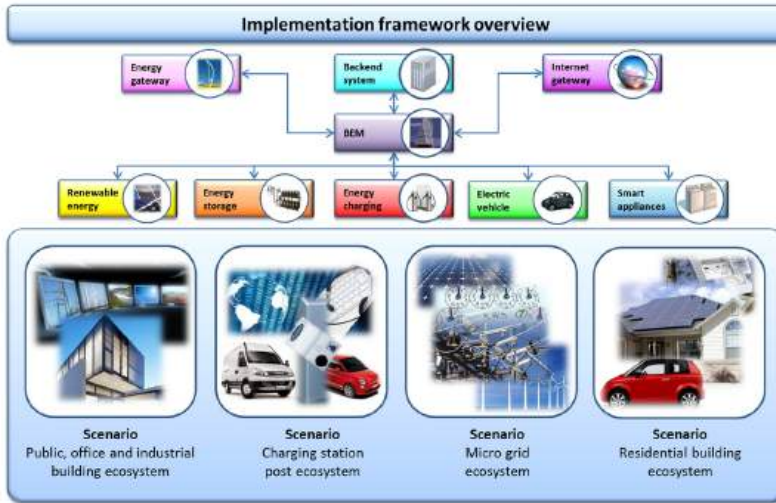 Implementation framework overview
Energy
gateway
Backend
system
Internet
gateway
BEM
Renewable
energy
Energy
storage
Energy
charging
Electric
vehicle
Smart
appliances
Scenario
Public, office and industrial
building ecosystem
Scenario
Charging station
post ecosystem
Scenario
Micro grid
ecosystem
Scenario
Residential building
ecosystem